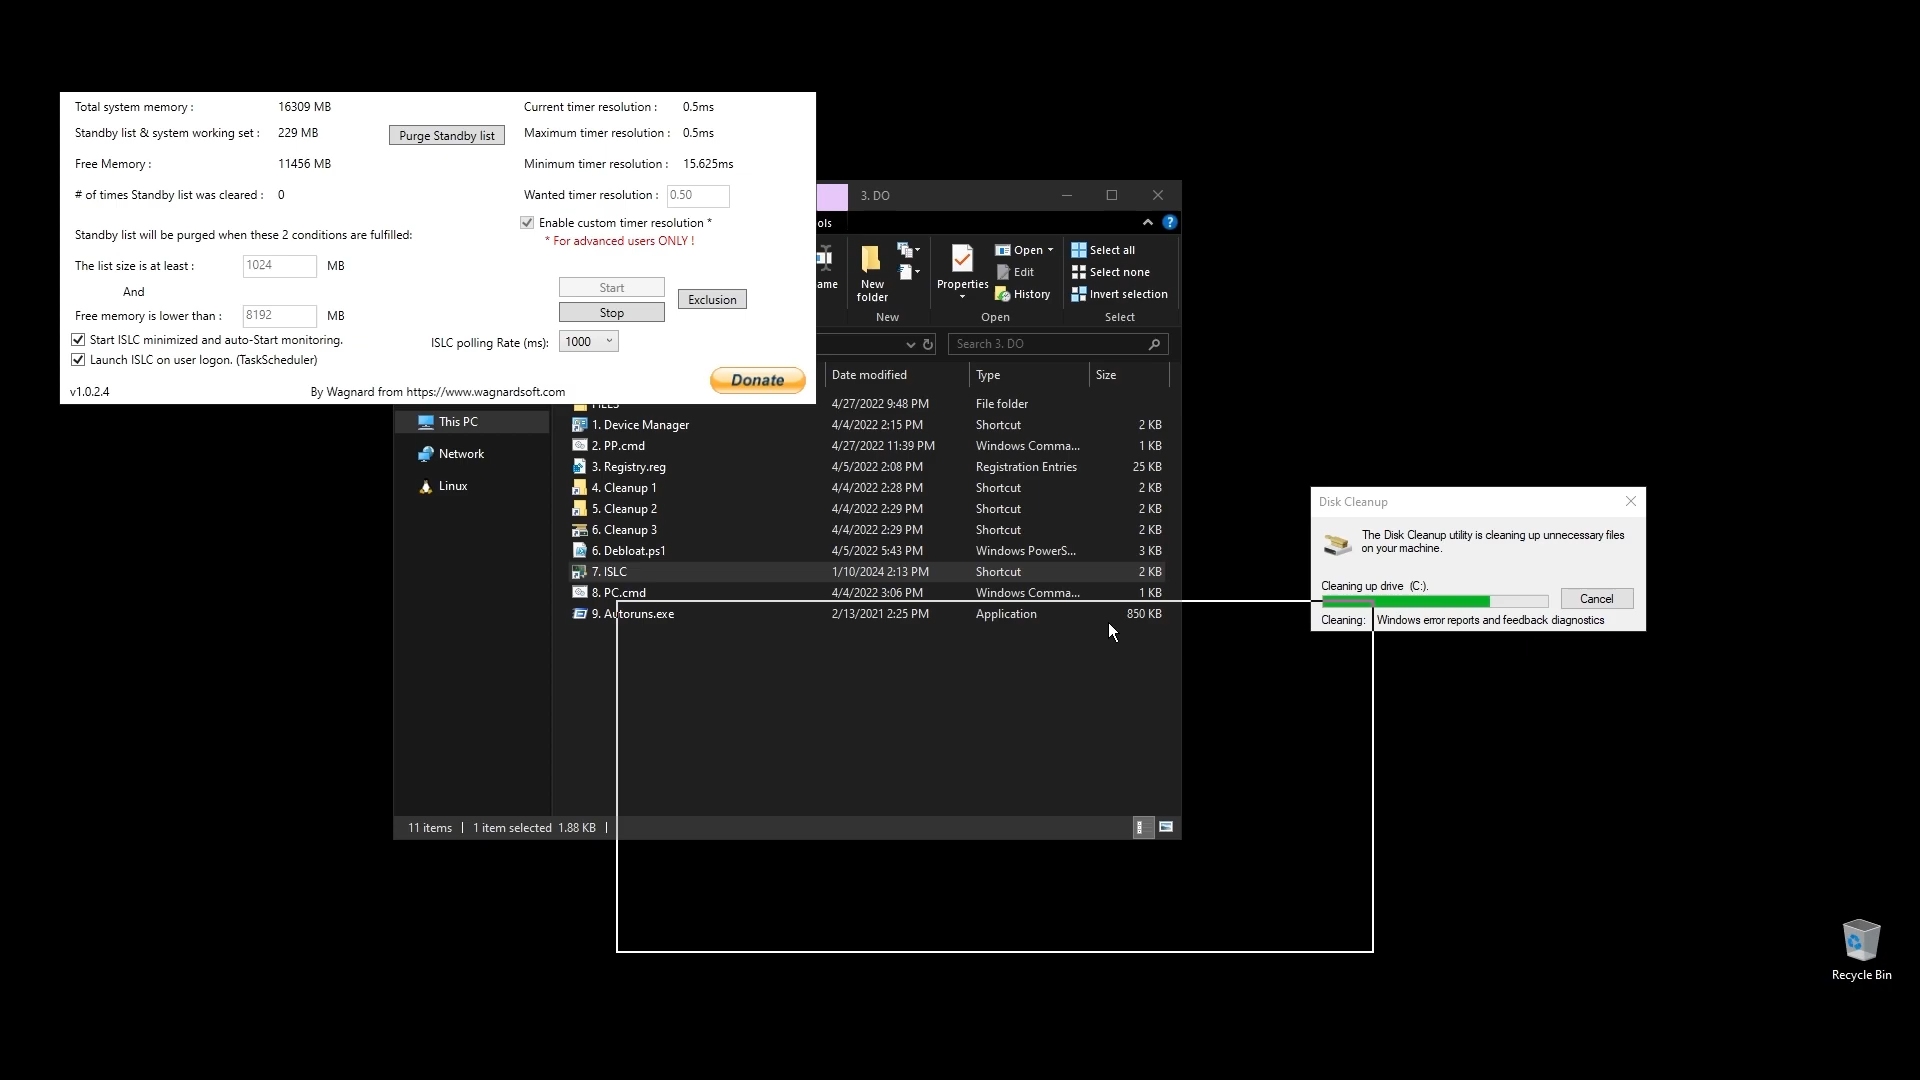 Total system memory : 16309 MB
Standby list & system working set : 229 MB
Purge Standby list
Free Memory : 11456 MB
# of times Standby list was cleared : 0
Standby list will be purged when these 2 conditions are fulfilled:
The list size is at least : 1024 MB
And
Free memory is lower than : 8192 MB
Start ISLC minimized and auto-Start monitoring.
Launch ISLC on user logon. (TaskScheduler)
v1.0.2.4
By Wagnard from https://www.wagnardsoft.com
Current timer resolution : 0.5ms
Maximum timer resolution : 0.5ms
Minimum timer resolution : 15.625ms
Wanted timer resolution : 0.50
Enable custom timer resolution *
* For advanced users ONLY !
Start
Stop
Exclusion
ISLC polling Rate (ms): 1000
Donate
3. DO
ols
ame
New folder
New
Properties
Open
Edit
History
Open
Select all
Select none
Invert selection
Select
Search 3. DO
Date modified Type Size
4/27/2022 9:48 PM File folder
1. Device Manager 4/4/2022 2:15 PM Shortcut 2 KB
2. PP.cmd 4/27/2022 11:39 PM Windows Comma... 1 KB
3. Registry.reg 4/5/2022 2:08 PM Registration Entries 25 KB
4. Cleanup 1 4/4/2022 2:28 PM Shortcut 2 KB
5. Cleanup 2 4/4/2022 2:29 PM Shortcut 2 KB
6. Cleanup 3 4/4/2022 2:29 PM Shortcut 2 KB
6. Debloat.ps1 4/5/2022 5:43 PM Windows PowerS... 3 KB
7. ISLC 1/10/2024 2:13 PM Shortcut 2 KB
8. PC.cmd 4/4/2022 3:06 PM Windows Comma... 1 KB
9. Autoruns.exe 2/13/2021 2:25 PM Application 850 KB
This PC
Network
Linux
11 items 1 item selected 1.88 KB
Disk Cleanup
The Disk Cleanup utility is cleaning up unnecessary files
on your machine.
Cleaning up drive (C:).
Cancel
Cleaning: Windows error reports and feedback diagnostics
Recycle Bin